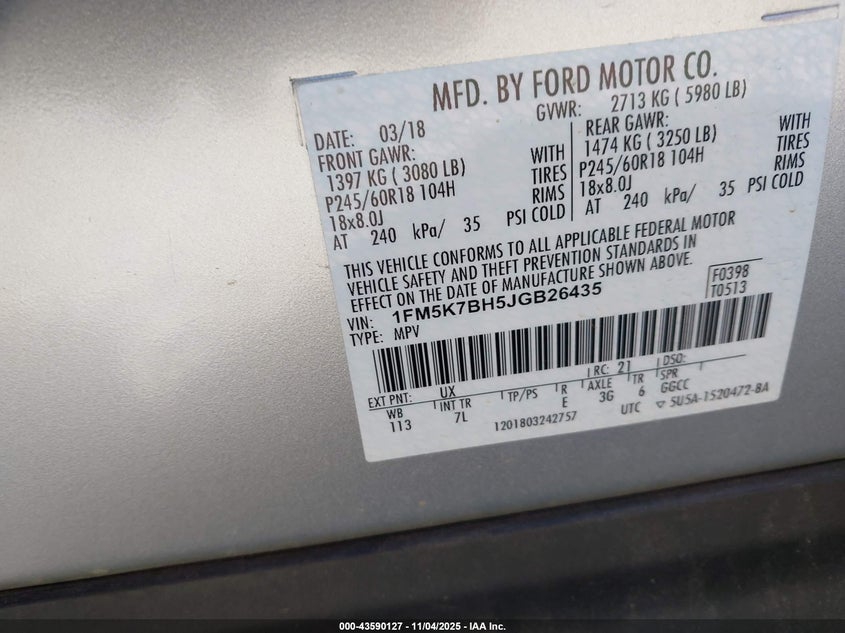 MFD. BY FORD MOTOR CO.
DATE: 03/18
GVWR: 2713 KG ( 5980 LB)
FRONT GAWR:
1397 KG ( 3080 LB) WITH
P245/60R18 104H TIRES
18x8.0J RIMS
AT 240 kPa/ 35 PSI COLD
REAR GAWR:
1474 KG ( 3250 LB) WITH
P245/60R18 104H TIRES
18x8.0J RIMS
AT 240 kPa/ 35 PSI COLD
THIS VEHICLE CONFORMS TO ALL APPLICABLE FEDERAL MOTOR
VEHICLE SAFETY AND THEFT PREVENTION STANDARDS IN
EFFECT ON THE DATE OF MANUFACTURE SHOWN ABOVE.
VIN: 1FM5K7BH5JGB26435
TYPE: MPV
F0398
T0513
EXT PNT: UX RC: 21 DSO:
WB INT TR TP/PS R AXLE TR SPR
113 7L E 3G 6 GGCC
1201803242757 UTC ▽ 5U5A-1520472-BA
000-43590127 - 11/04/2025 - IAA Inc.